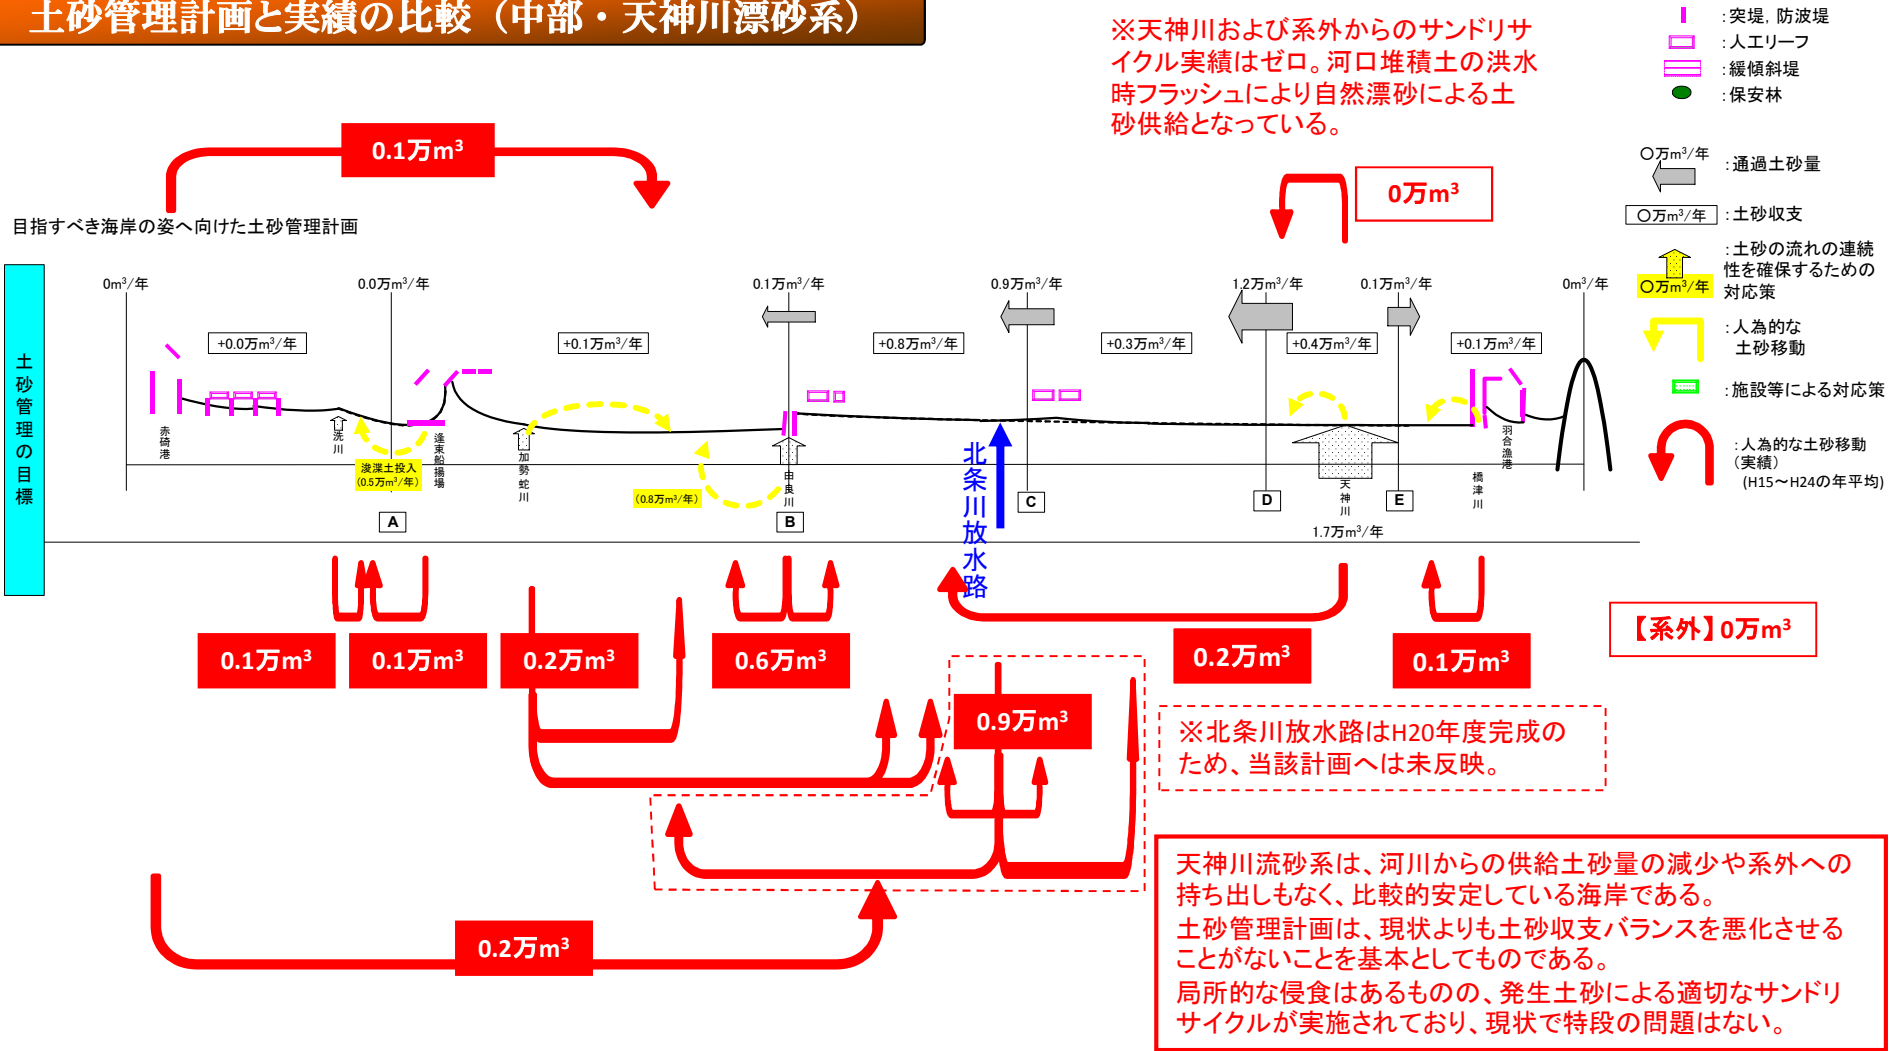 土砂管理計画と実績の比較（中部・天神川漂砂系）
※天神川および系外からのサンドリサ
イクル実績はゼロ。河口堆積土の洪水
時フラッシュにより自然漂砂による土
砂供給となっている。
：突堤，防波堤
：人工リーフ
：緩傾斜堤
：保安林
〇万m³/年
：通過土砂量
〇万m³/年
：土砂収支
：土砂の流れの連続
性を確保するための
対応策
〇万m³/年
：人為的な
土砂移動
：施設等による対応策
：人為的な土砂移動
（実績）
(H15～H24の年平均)
0.1万m³
0万m³
目指すべき海岸の姿へ向けた土砂管理計画
土砂管理の目標
0m³/年
0.0万m³/年
0.1万m³/年
0.9万m³/年
1.2万m³/年
0.1万m³/年
0m³/年
+0.0万m³/年
+0.1万m³/年
+0.8万m³/年
+0.3万m³/年
+0.4万m³/年
+0.1万m³/年
赤碕港
洗川
逢束船揚場
加勢蛇川
由良川
北条川放水路
天神川
橋津川
羽合漁港
浚渫土投入
(0.5万m³/年)
(0.8万m³/年)
A
B
C
D
E
1.7万m³/年
0.1万m³
0.1万m³
0.2万m³
0.6万m³
0.2万m³
0.1万m³
【系外】0万m³
0.9万m³
※北条川放水路はH20年度完成の
ため、当該計画へは未反映。
0.2万m³
天神川流砂系は、河川からの供給土砂量の減少や系外への
持ち出しもなく、比較的安定している海岸である。
土砂管理計画は、現状よりも土砂収支バランスを悪化させる
ことがないことを基本としてものである。
局所的な侵食はあるものの、発生土砂による適切なサンドリ
サイクルが実施されており、現状で特段の問題はない。